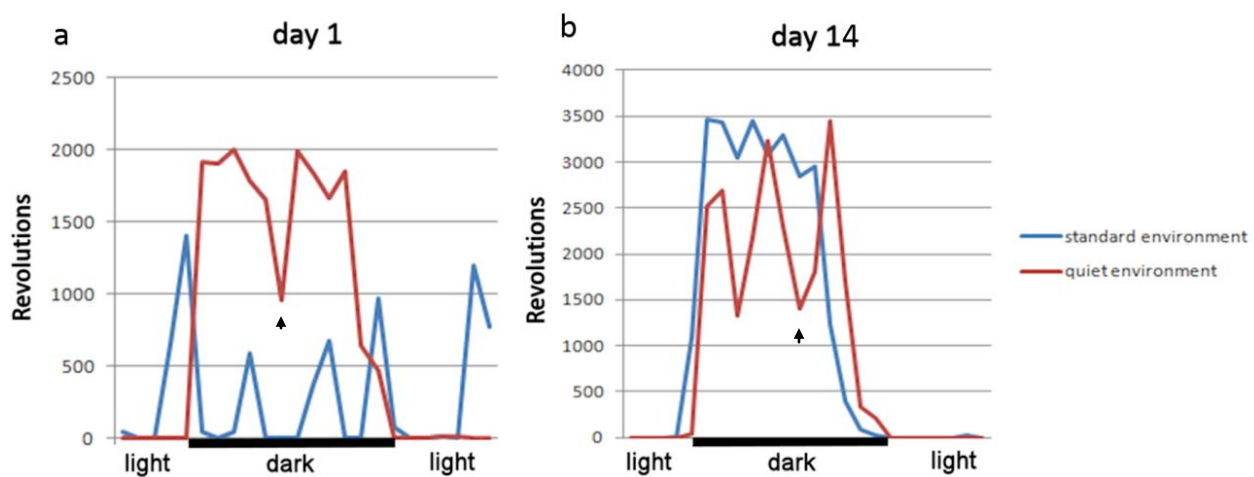 a
day 1
2500
2000
1500
1000
500
0
Revolutions
light
dark
light
b
day 14
4000
3500
3000
2500
2000
1500
1000
500
0
Revolutions
light
dark
light
standard environment
quiet environment